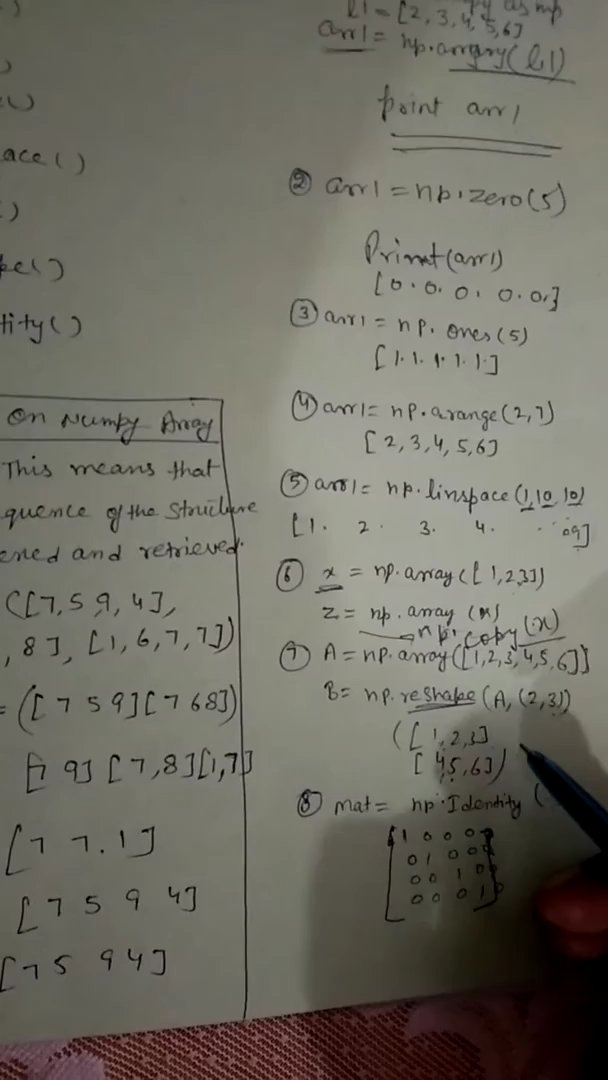 l1 = [2, 3, 4, 5, 6]
arr1 = np.array(l1)
print arr1
② arr1 = np.zero(5)
Primt(arr1)
[0. 0. 0. 0. 0.]
③ arr1 = np. ones(5)
[1. 1. 1. 1. 1.]
④ arr1 = np.arange(2,7)
[2, 3, 4, 5, 6]
⑤ arr1 = np.linspace(1,10,10)
[1. 2. 3. 4.
⑥ x = np.array([1,2,3])
z = np.array (x)
np.copy(x)
⑦ A = np.array([1,2,3,4,5,6])
B= np.reshape(A, (2,3))
([1,2,3]
[4,5,6])
⑧ mat= np.Identity (
1 0 0 0
0 1 0 0
0 0 1 0
0 0 0 1 0
ace()
tity()
On Numpy Array
This means that
quence of the Structure
and retrieved.
([7,5,9,4],
, 8], [1,6,7,7])
= ([7 5 9][7 6 8])
[7 9] [7,8][1,7]
[7 7.1]
[7 5 9 4]
[7 5 9 4]